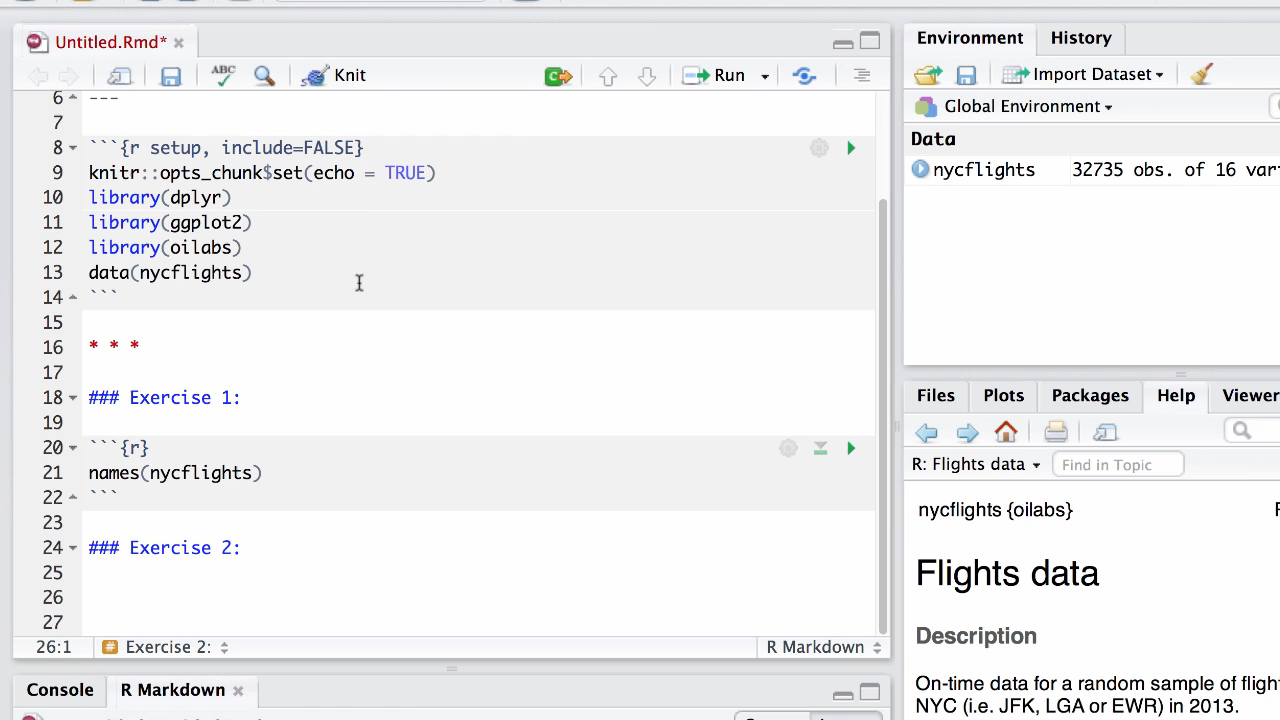 Untitled.Rmd*
ABC
Knit
Run
6 ---
7
8 ```{r setup, include=FALSE}
9 knitr::opts_chunk$set(echo = TRUE)
10 library(dplyr)
11 library(ggplot2)
12 library(oilabs)
13 data(nycflights)
14 ```
15
16 * * *
17
18 ### Exercise 1:
19
20 ```{r}
21 names(nycflights)
22 ```
23
24 ### Exercise 2:
25
26
27
26:1 # Exercise 2: R Markdown
Console R Markdown
Environment History
Import Dataset
Global Environment
Data
nycflights 32735 obs. of 16 var
Files Plots Packages Help Viewer
R: Flights data Find in Topic
nycflights {oilabs}
Flights data
Description
On-time data for a random sample of flight
NYC (i.e. JFK, LGA or EWR) in 2013.